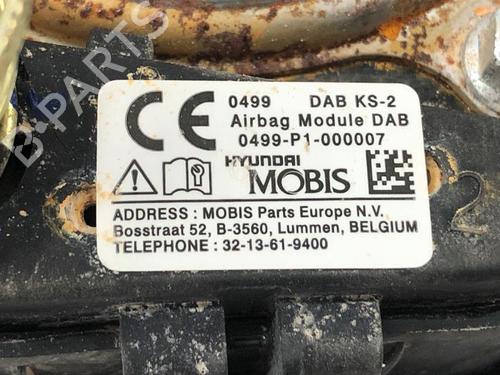 CE 0499 DAB KS-2
Airbag Module DAB
0499-P1-000007
HYUNDAI
MOBIS
ADDRESS : MOBIS Parts Europe N.V.
Bosstraat 52, B-3560, Lummen, BELGIUM
TELEPHONE : 32-13-61-9400
2